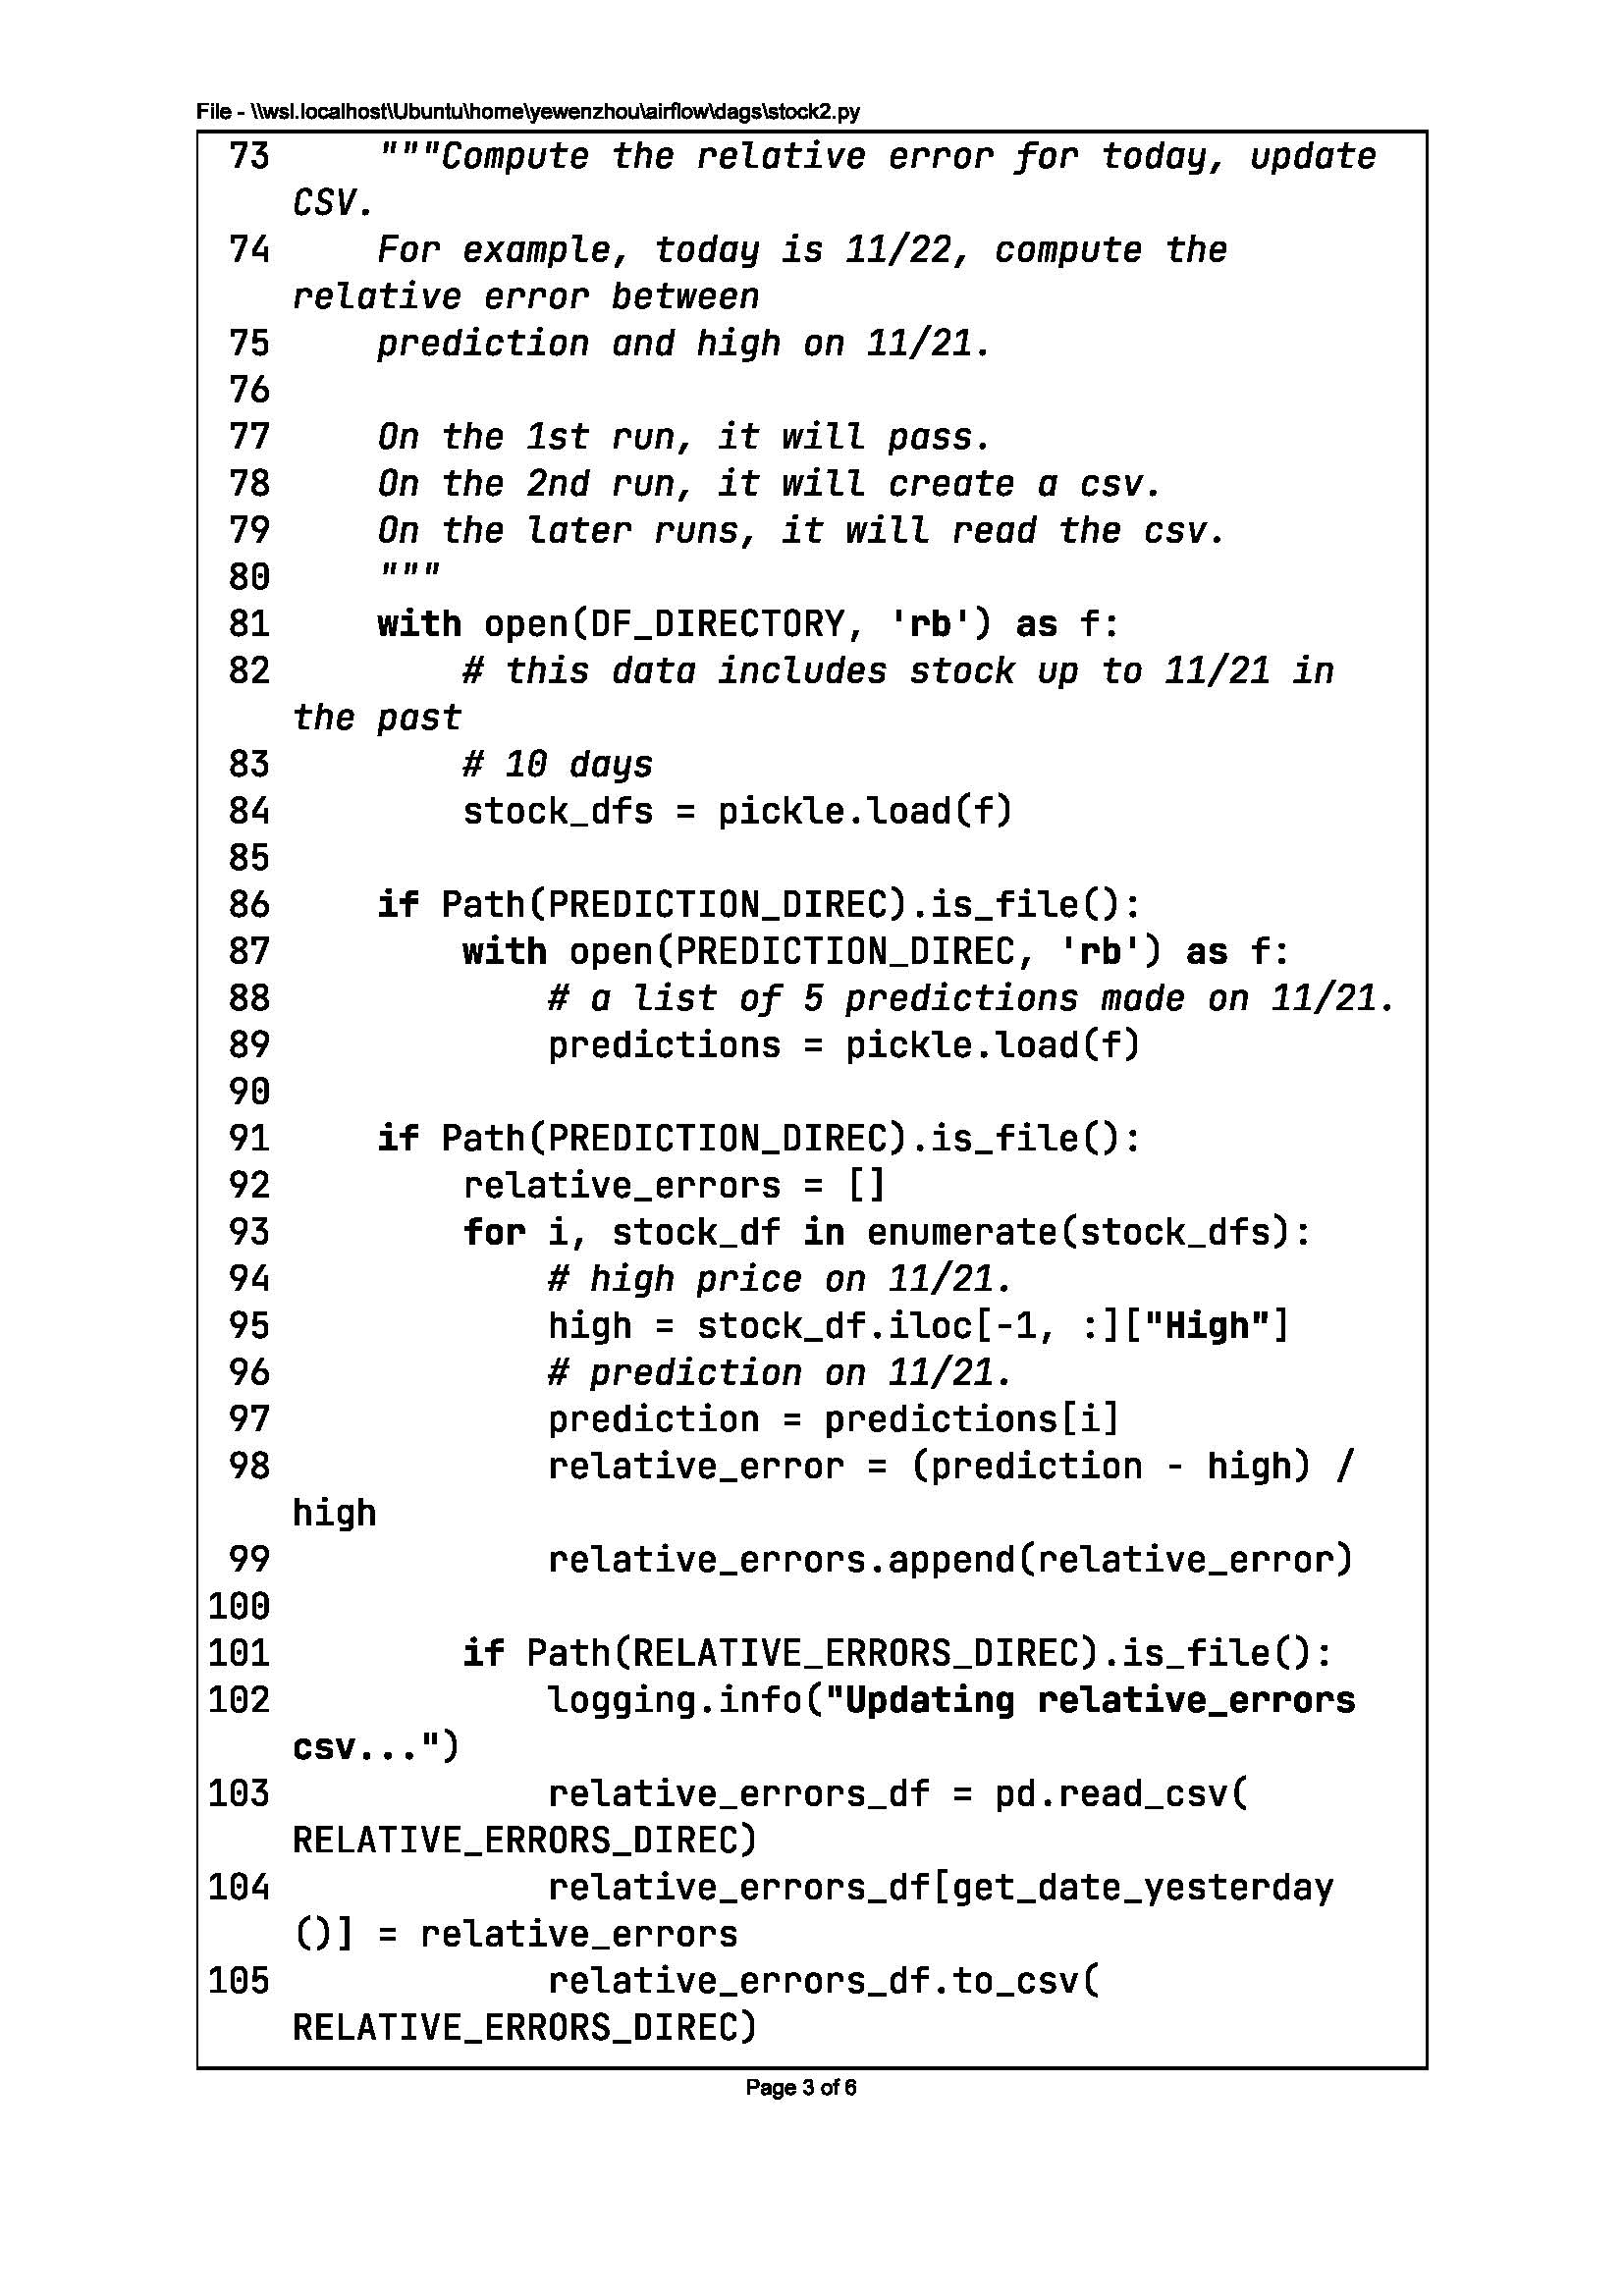 File - \\wsl.localhost\Ubuntu\home\yewenzhou\airflow\dags\stock2.py
73     """Compute the relative error for today, update
CSV.
74     For example, today is 11/22, compute the
relative error between
75     prediction and high on 11/21.
76
77     On the 1st run, it will pass.
78     On the 2nd run, it will create a csv.
79     On the later runs, it will read the csv.
80     """
81     with open(DF_DIRECTORY, 'rb') as f:
82         # this data includes stock up to 11/21 in
the past
83         # 10 days
84         stock_dfs = pickle.load(f)
85
86     if Path(PREDICTION_DIREC).is_file():
87         with open(PREDICTION_DIREC, 'rb') as f:
88             # a list of 5 predictions made on 11/21.
89             predictions = pickle.load(f)
90
91     if Path(PREDICTION_DIREC).is_file():
92         relative_errors = []
93         for i, stock_df in enumerate(stock_dfs):
94             # high price on 11/21.
95             high = stock_df.iloc[-1, :]["High"]
96             # prediction on 11/21.
97             prediction = predictions[i]
98             relative_error = (prediction - high) /
high
99             relative_errors.append(relative_error)
100
101         if Path(RELATIVE_ERRORS_DIREC).is_file():
102             logging.info("Updating relative_errors
csv...")
103             relative_errors_df = pd.read_csv(
RELATIVE_ERRORS_DIREC)
104             relative_errors_df[get_date_yesterday
()] = relative_errors
105             relative_errors_df.to_csv(
RELATIVE_ERRORS_DIREC)
Page 3 of 6